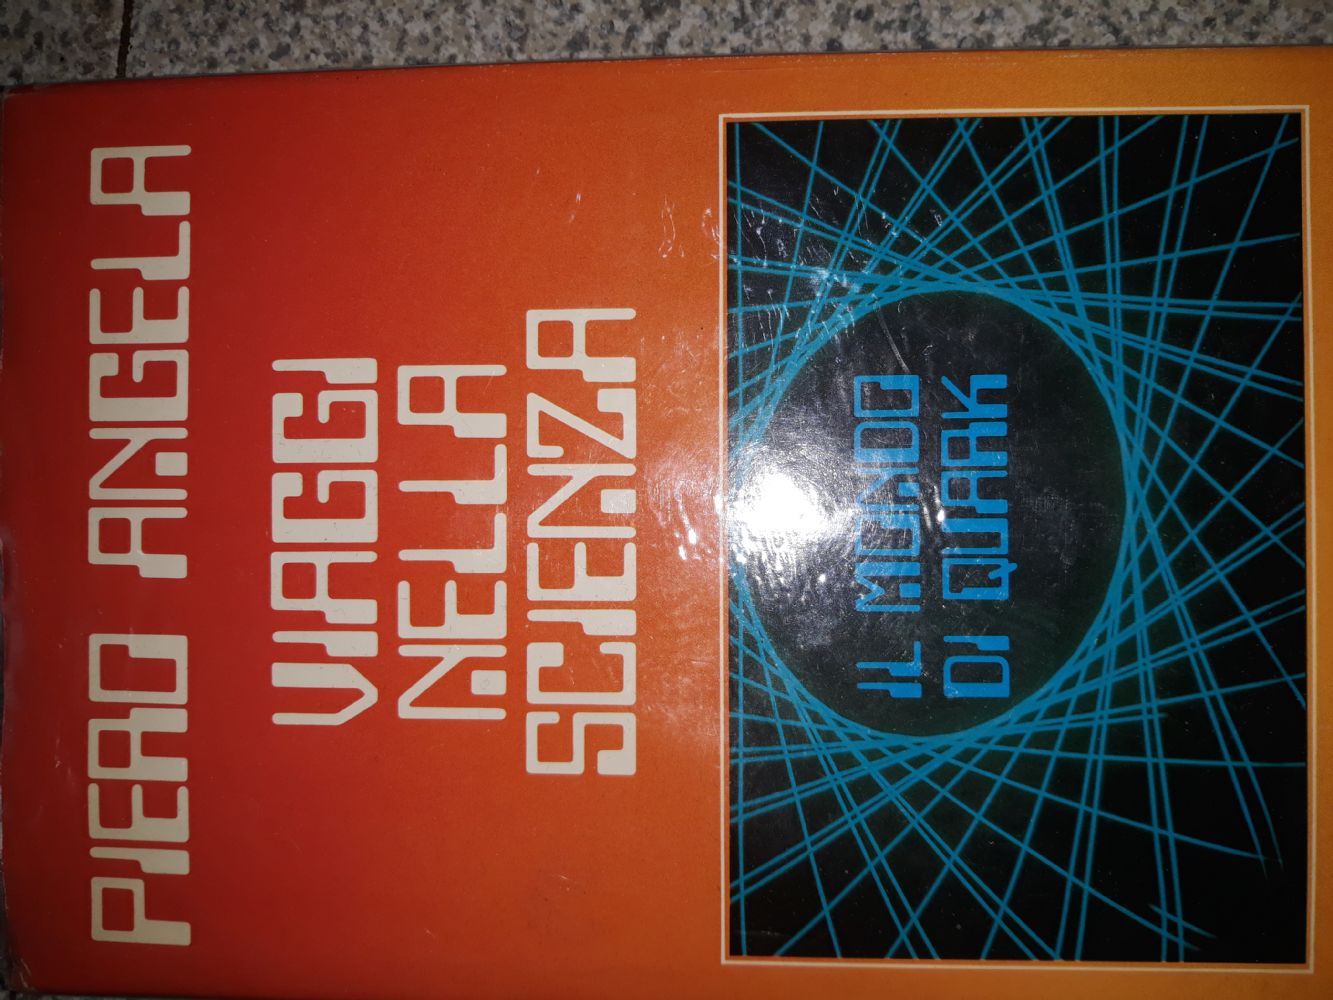 PIERO ANGELA
VIAGGI
NELLA
SCIENZA
IL MONDO
DI QUARK